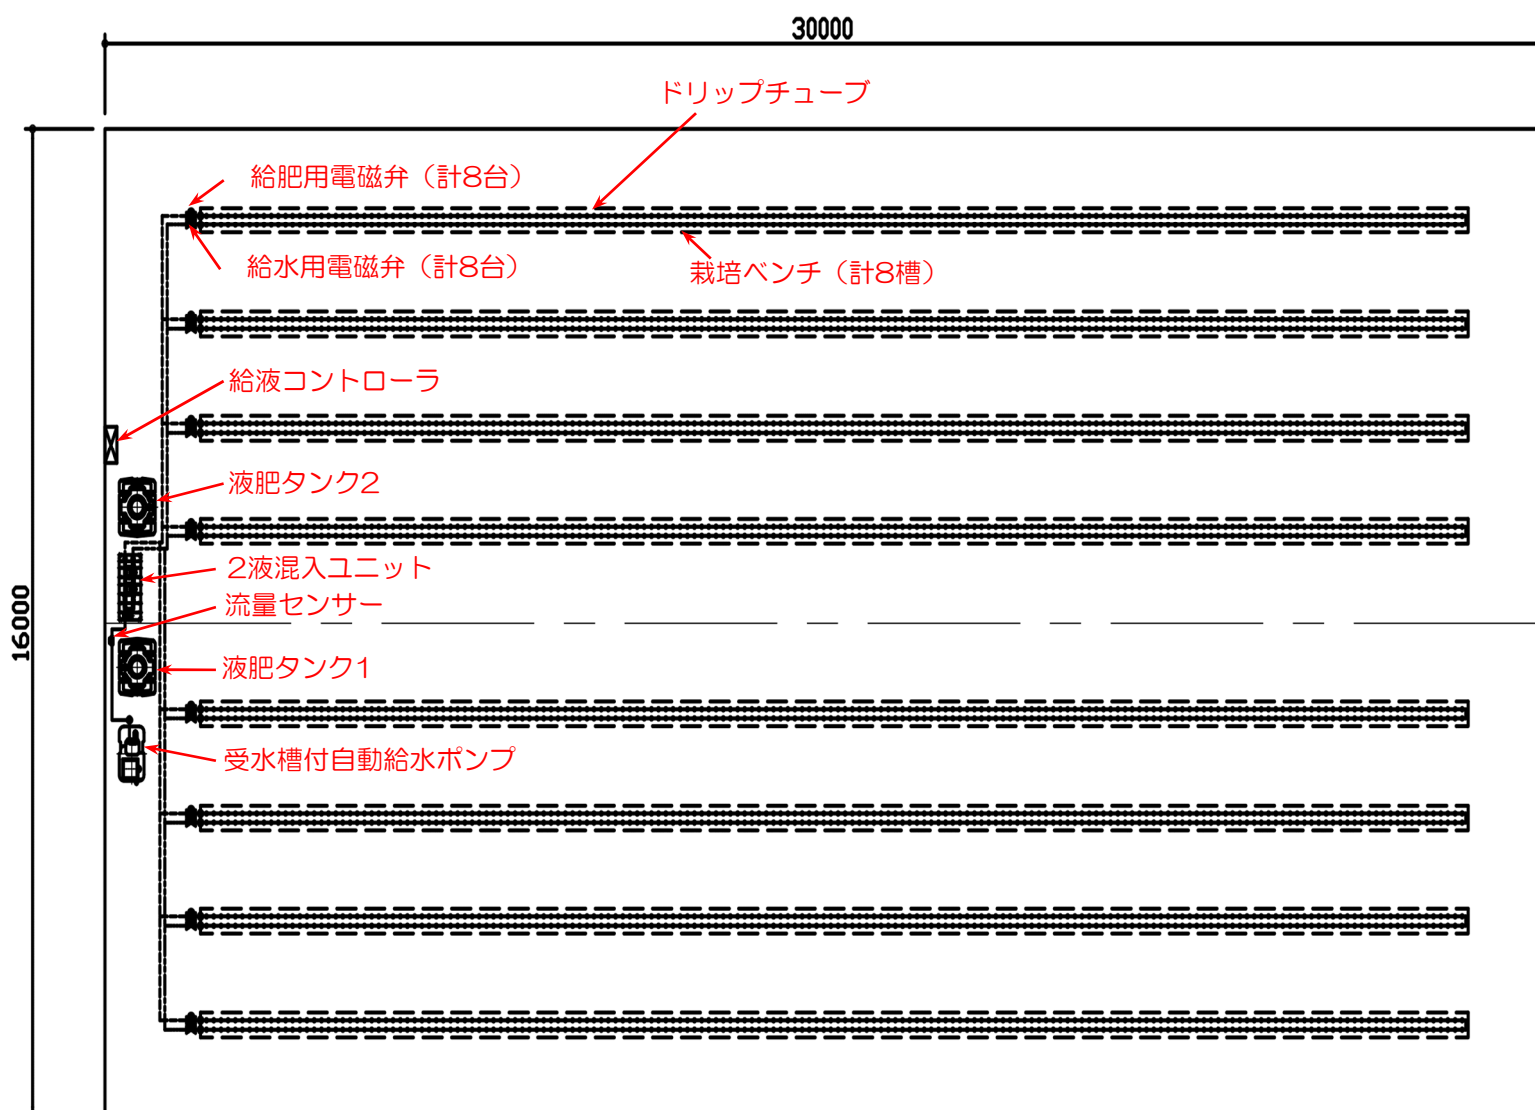 30000
ドリップチューブ
給肥用電磁弁（計8台）
給水用電磁弁（計8台）
栽培ベンチ（計8槽）
給液コントローラ
液肥タンク2
2液混入ユニット
流量センサー
16000
液肥タンク1
受水槽付自動給水ポンプ